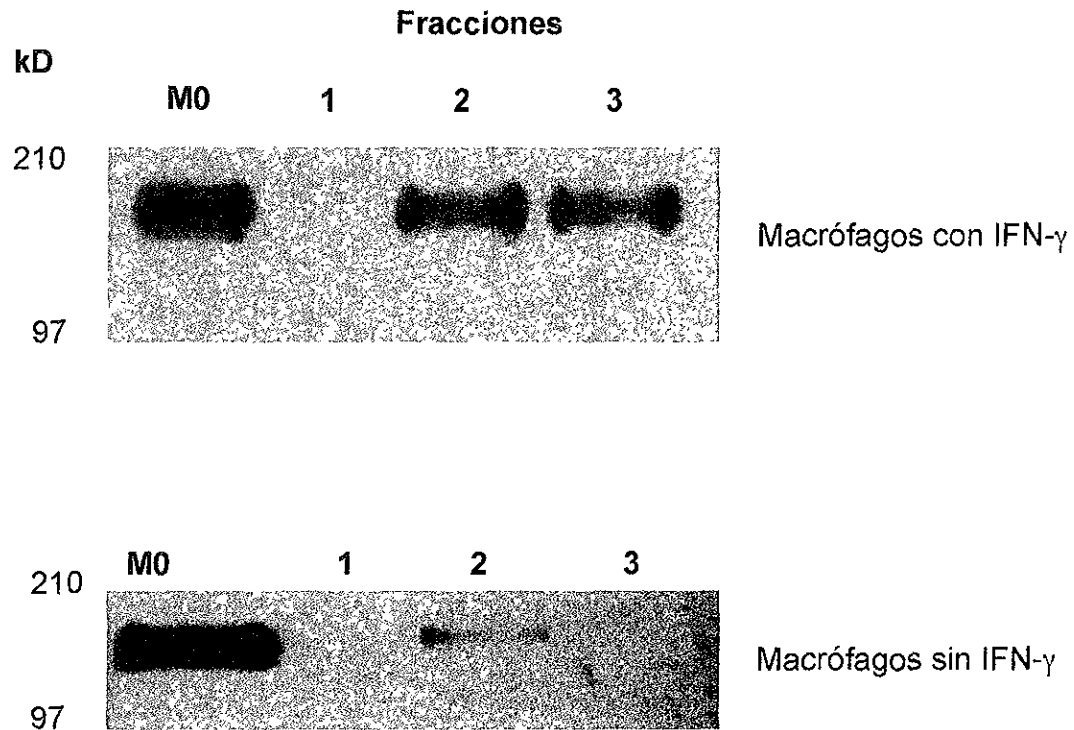 Fracciones
kD
M0 1 2 3
210
Macrófagos con IFN-γ
97
M0 1 2 3
210
Macrófagos sin IFN-γ
97